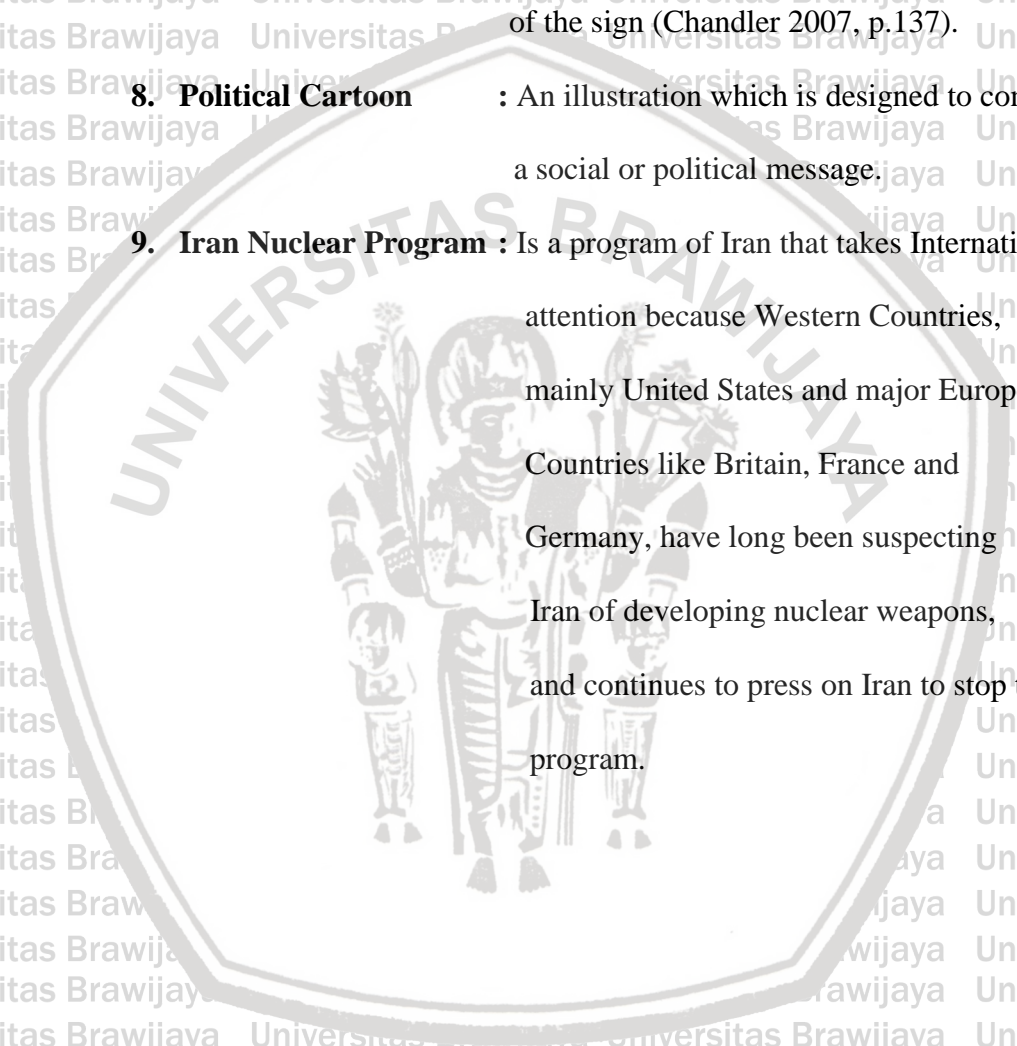 of the sign (Chandler 2007, p.137).
8. Political Cartoon : An illustration which is designed to
a social or political message.
9. Iran Nuclear Program : Is a program of Iran that takes
attention because Western Countries,
mainly United States and major
Countries like Britain, France and
Germany, have long been suspecting
Iran of developing nuclear weapons,
and continues to press on Iran to stop
program.
UNIVERSITAS BRAWIJAYA